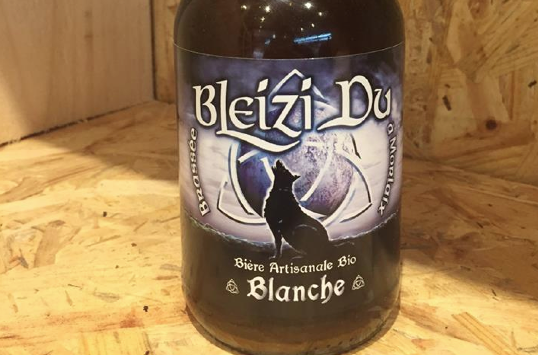 Bleizi Du
Brassée
à Morlaix
Bière Artisanale Bio
Blanche